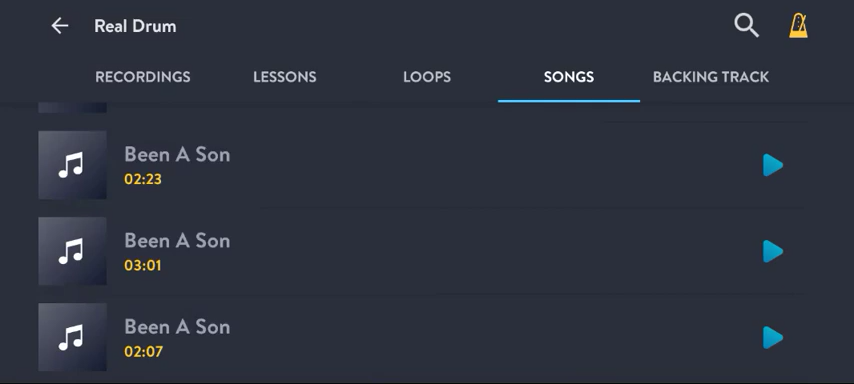 Real Drum
RECORDINGS LESSONS LOOPS SONGS BACKING TRACK
Been A Son
02:23
Been A Son
03:01
Been A Son
02:07